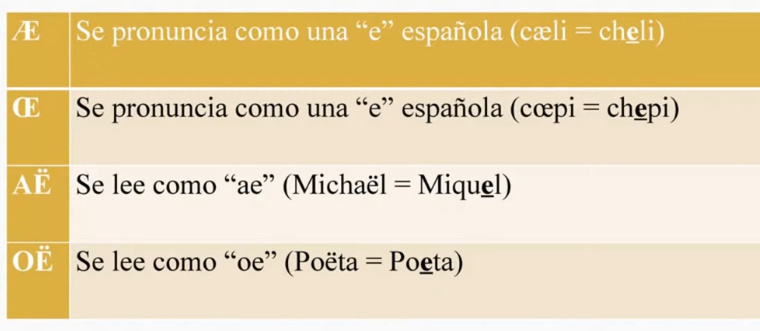 Æ Se pronuncia como una “e” española (cæli = cheli)
Œ Se pronuncia como una “e” española (cœpi = chepi)
AË Se lee como “ae” (Michaël = Miquel)
OË Se lee como “oe” (Poëta = Poeta)